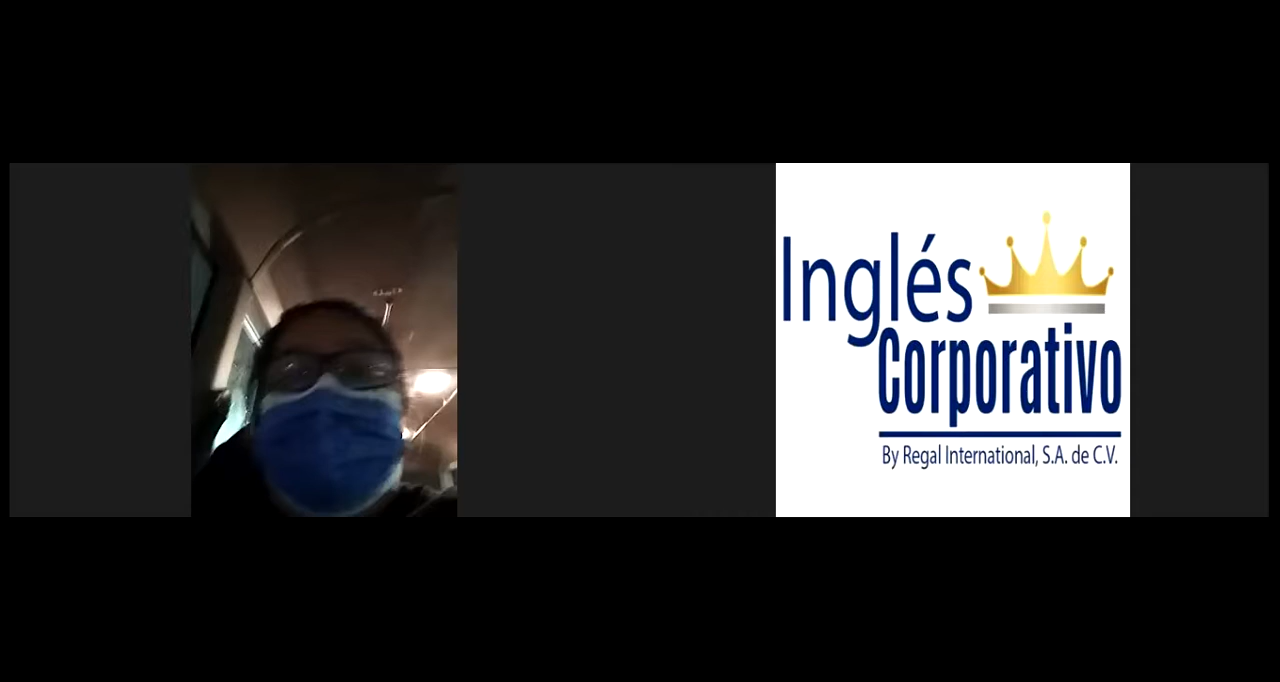 Inglés
Corporativo
By Regal International, S.A. de C.V.